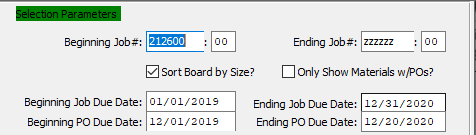 Selection Parameters
Beginning Job#: 212600 : 00 Ending Job#: zzzzzz : 00
Sort Board by Size? Only Show Materials w/POs?
Beginning Job Due Date: 01/01/2019 Ending Job Due Date: 12/31/2020
Beginning PO Due Date: 12/01/2019 Ending PO Due Date: 12/20/2020